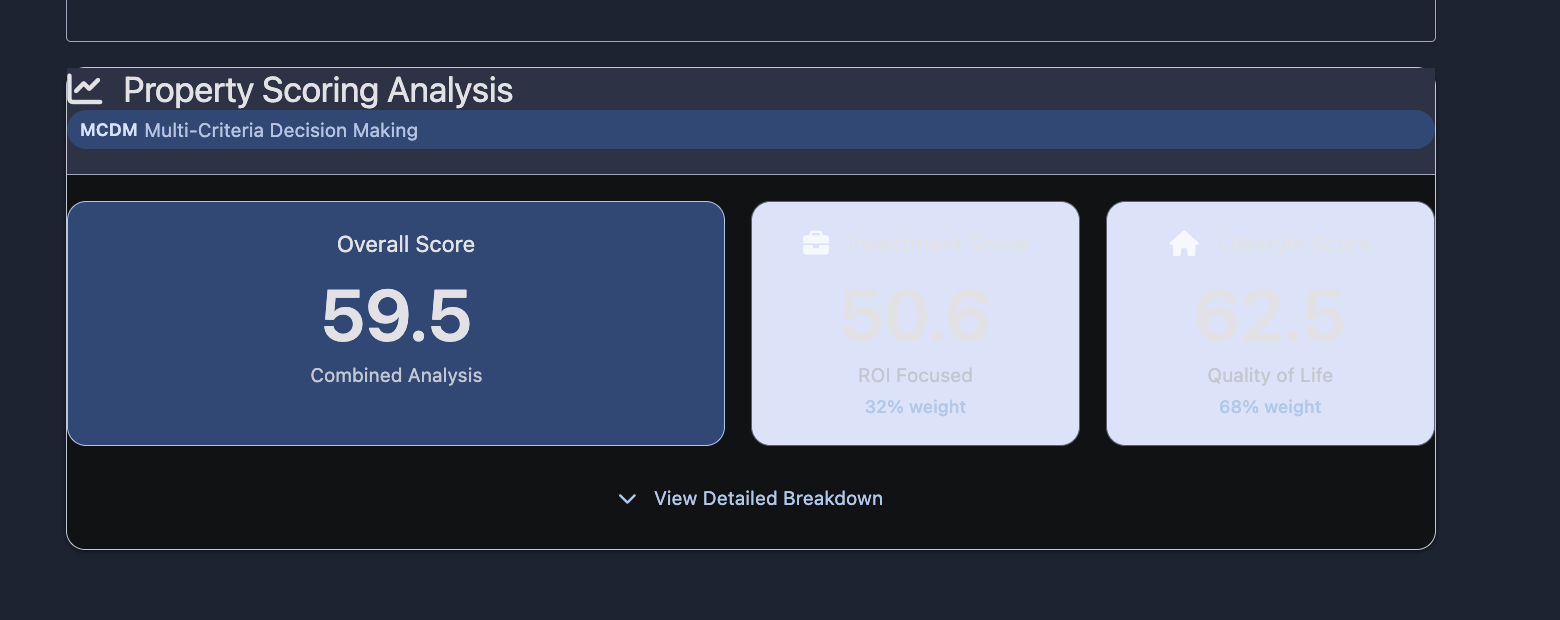 Property Scoring Analysis
MCDM Multi-Criteria Decision Making
Overall Score
59.5
Combined Analysis
Investment Score
50.6
ROI Focused
32% weight
Lifestyle Score
62.5
Quality of Life
68% weight
View Detailed Breakdown